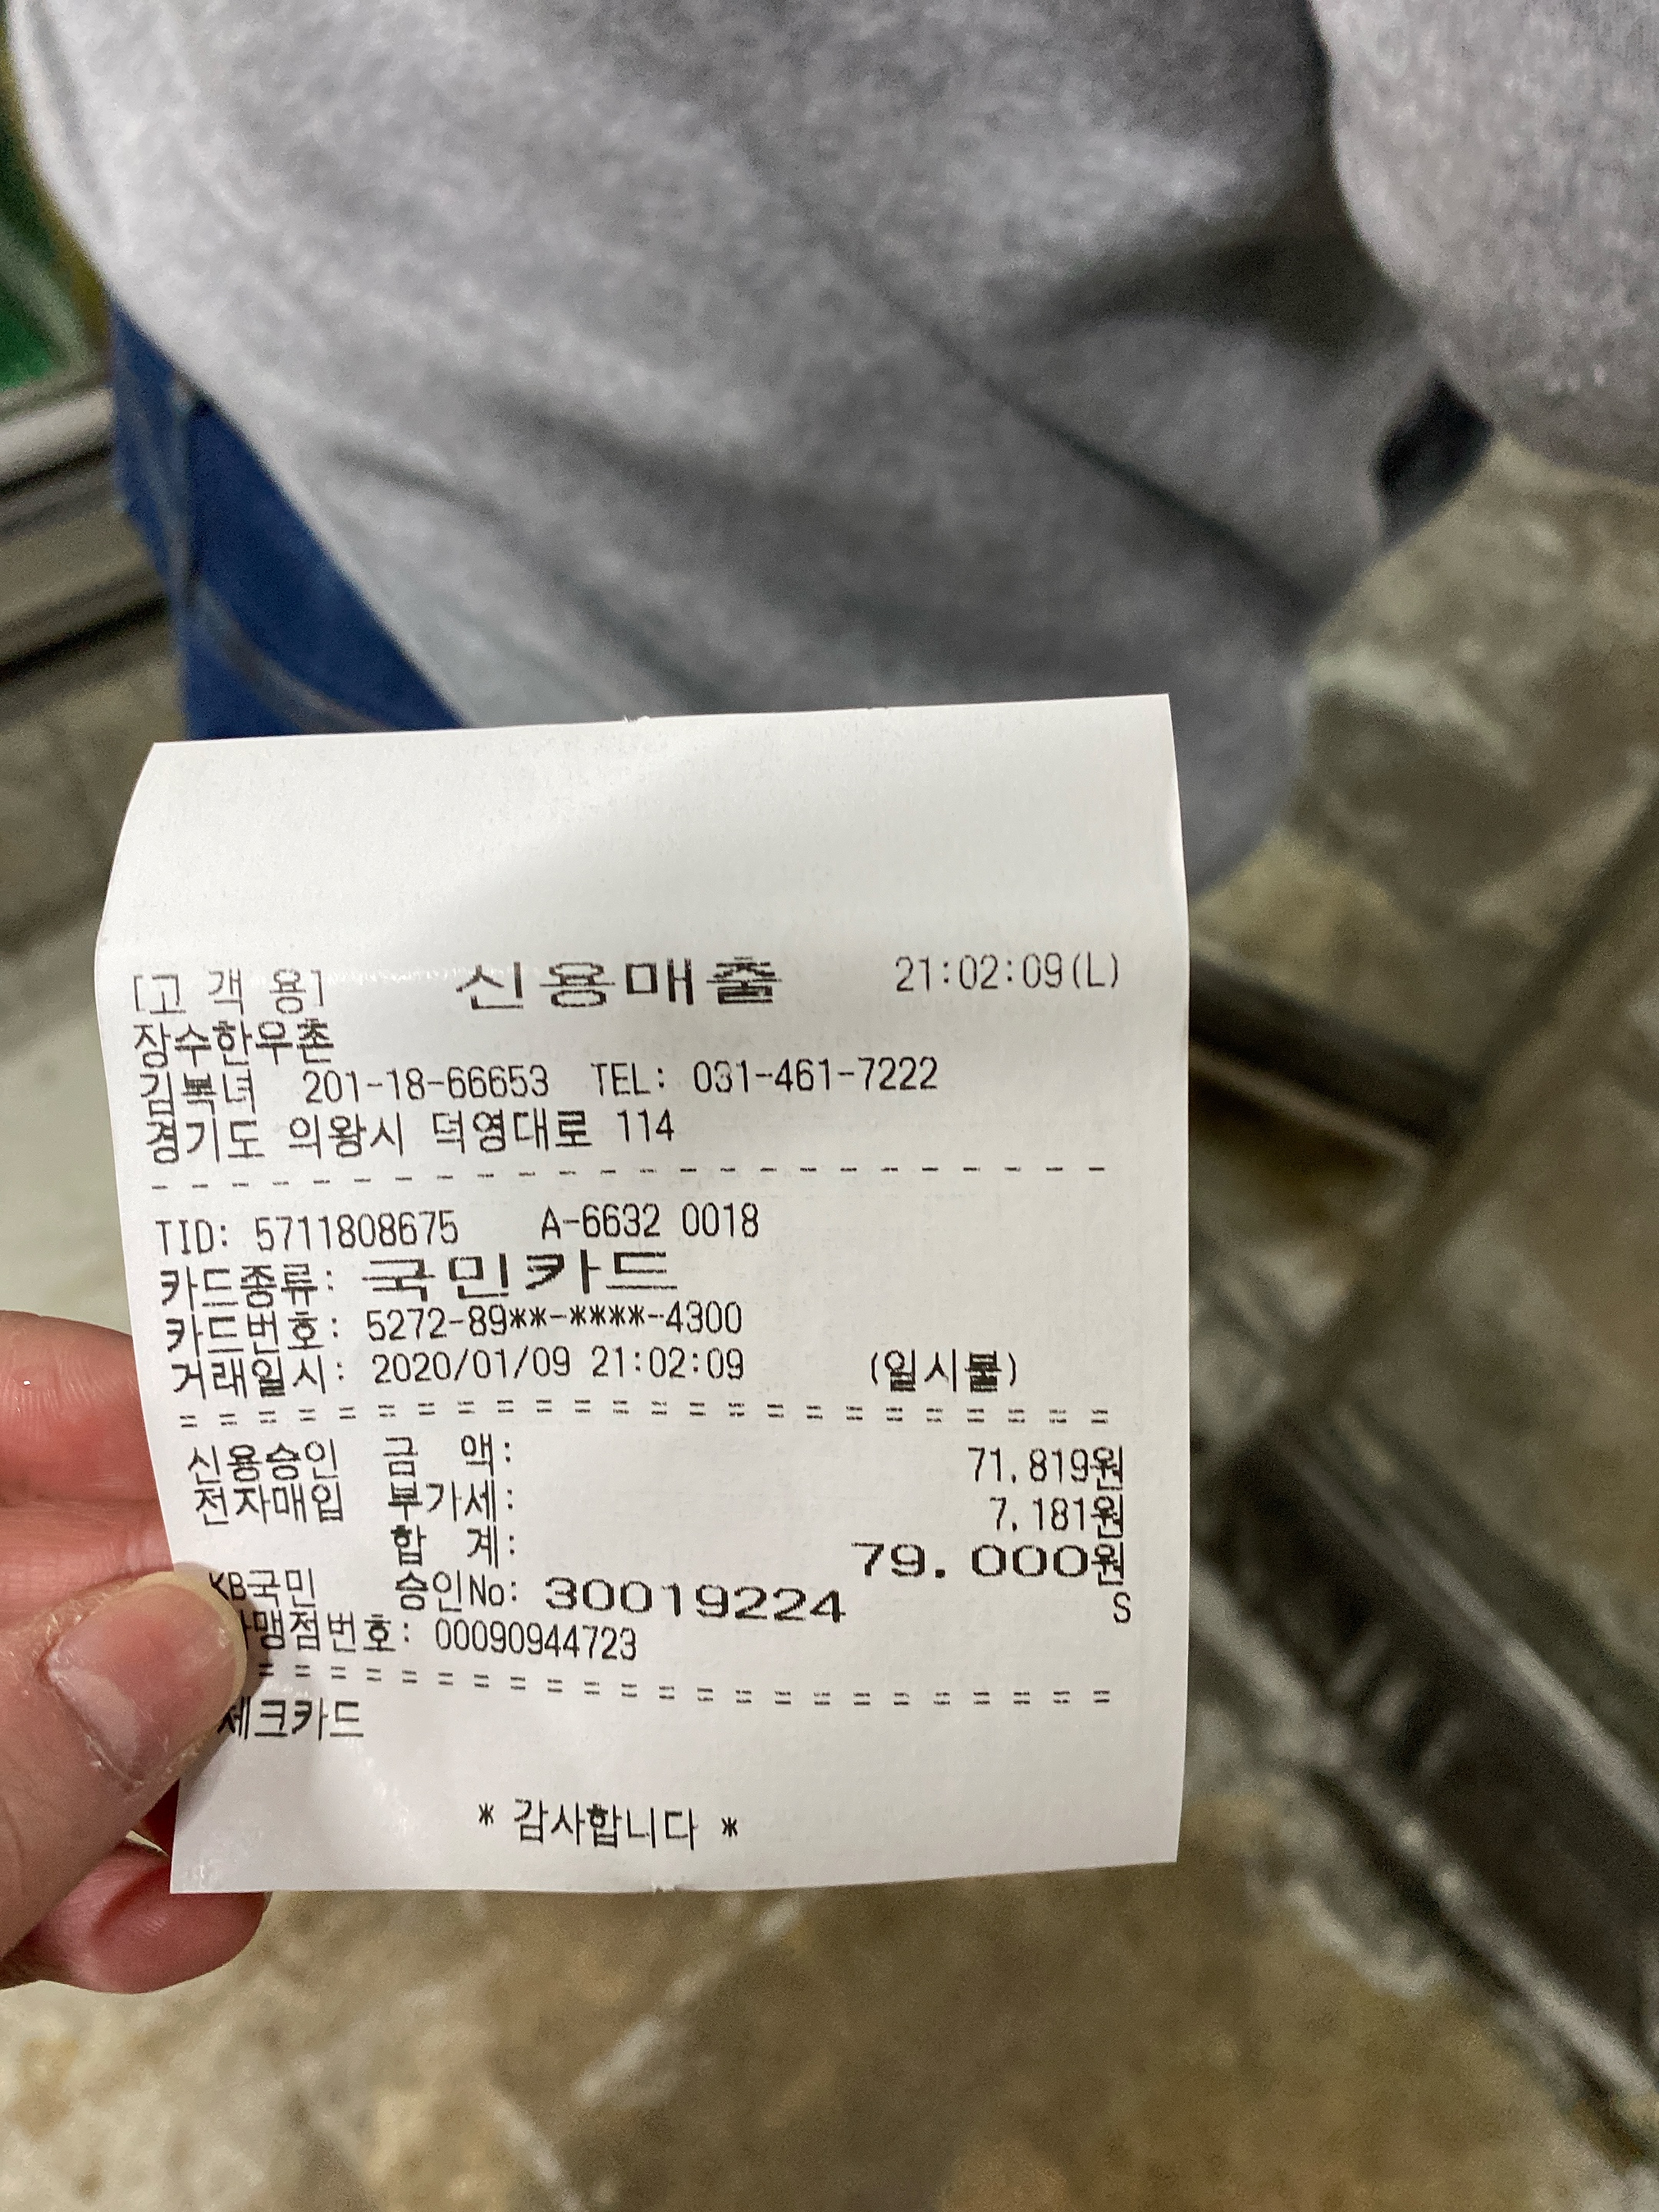 [고 객 용] 신용매출 21:02:09(L)
장수한우촌
김복녀 201-18-66653 TEL: 031-461-7222
경기도 의왕시 덕영대로 114
TID: 5711808675 A-6632 0018
카드종류: 국민카드
카드번호: 5272-89**-****-4300
거래일시: 2020/01/09 21:02:09 (일시불)
신용승인 금 액: 71,819원
전자매입 부가세: 7,181원
합 계: 79,000원
KB국민 승인No: 30019224 S
가맹점번호: 00090944723
체크카드
* 감사합니다 *